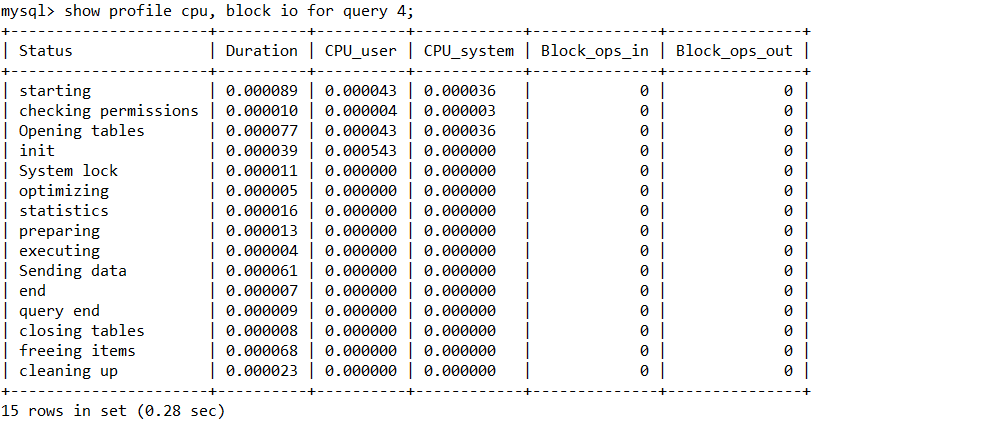 mysql> show profile cpu, block io for query 4;
+----------------------+----------+----------+------------+--------------+---------------+
| Status               | Duration | CPU_user | CPU_system | Block_ops_in | Block_ops_out |
+----------------------+----------+----------+------------+--------------+---------------+
| starting             | 0.000089 | 0.000043 | 0.000036   |            0 |             0 |
| checking permissions | 0.000010 | 0.000004 | 0.000003   |            0 |             0 |
| Opening tables       | 0.000077 | 0.000043 | 0.000036   |            0 |             0 |
| init                 | 0.000039 | 0.000543 | 0.000000   |            0 |             0 |
| System lock          | 0.000011 | 0.000000 | 0.000000   |            0 |             0 |
| optimizing           | 0.000005 | 0.000000 | 0.000000   |            0 |             0 |
| statistics           | 0.000016 | 0.000000 | 0.000000   |            0 |             0 |
| preparing            | 0.000013 | 0.000000 | 0.000000   |            0 |             0 |
| executing            | 0.000004 | 0.000000 | 0.000000   |            0 |             0 |
| Sending data         | 0.000061 | 0.000000 | 0.000000   |            0 |             0 |
| end                  | 0.000007 | 0.000000 | 0.000000   |            0 |             0 |
| query end            | 0.000009 | 0.000000 | 0.000000   |            0 |             0 |
| closing tables       | 0.000008 | 0.000000 | 0.000000   |            0 |             0 |
| freeing items        | 0.000068 | 0.000000 | 0.000000   |            0 |             0 |
| cleaning up          | 0.000023 | 0.000000 | 0.000000   |            0 |             0 |
+----------------------+----------+----------+------------+--------------+---------------+
15 rows in set (0.28 sec)